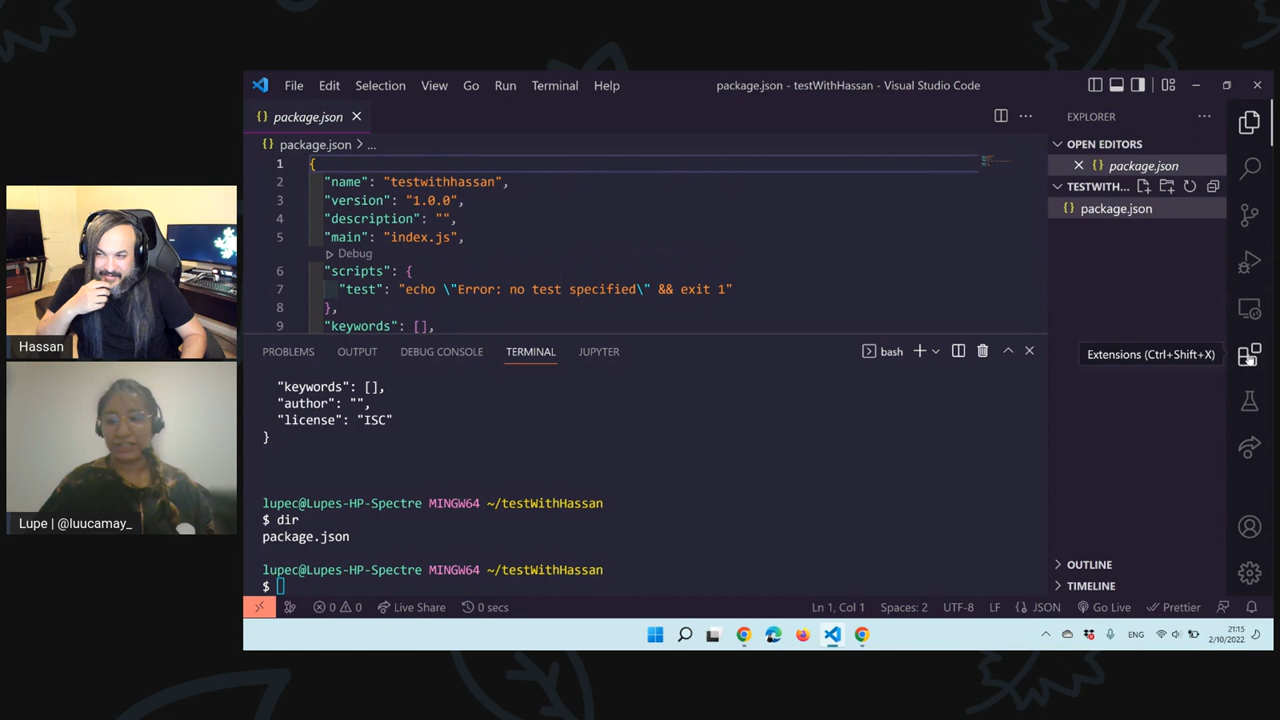 File Edit Selection View Go Run Terminal Help
package.json - testWithHassan - Visual Studio Code
{} package.json
{} package.json > ...
1 {
2 "name": "testwithhassan",
3 "version": "1.0.0",
4 "description": "",
5 "main": "index.js",
Debug
6 "scripts": {
7 "test": "echo \"Error: no test specified\" && exit 1"
8 },
9 "keywords": [],
EXPLORER
OPEN EDITORS
{} package.json
TESTWITH...
{} package.json
Extensions (Ctrl+Shift+X)
OUTLINE
TIMELINE
PROBLEMS OUTPUT DEBUG CONSOLE TERMINAL JUPYTER
bash
"keywords": [],
"author": "",
"license": "ISC"
}
lupec@Lupes-HP-Spectre MINGW64 ~/testWithHassan
$ dir
package.json
lupec@Lupes-HP-Spectre MINGW64 ~/testWithHassan
$
0 0 Live Share 0 secs
Ln 1, Col 1 Spaces: 2 UTF-8 LF {} JSON Go Live Prettier
ENG
21:15
2/10/2022
Hassan
Lupe | @luucamay_